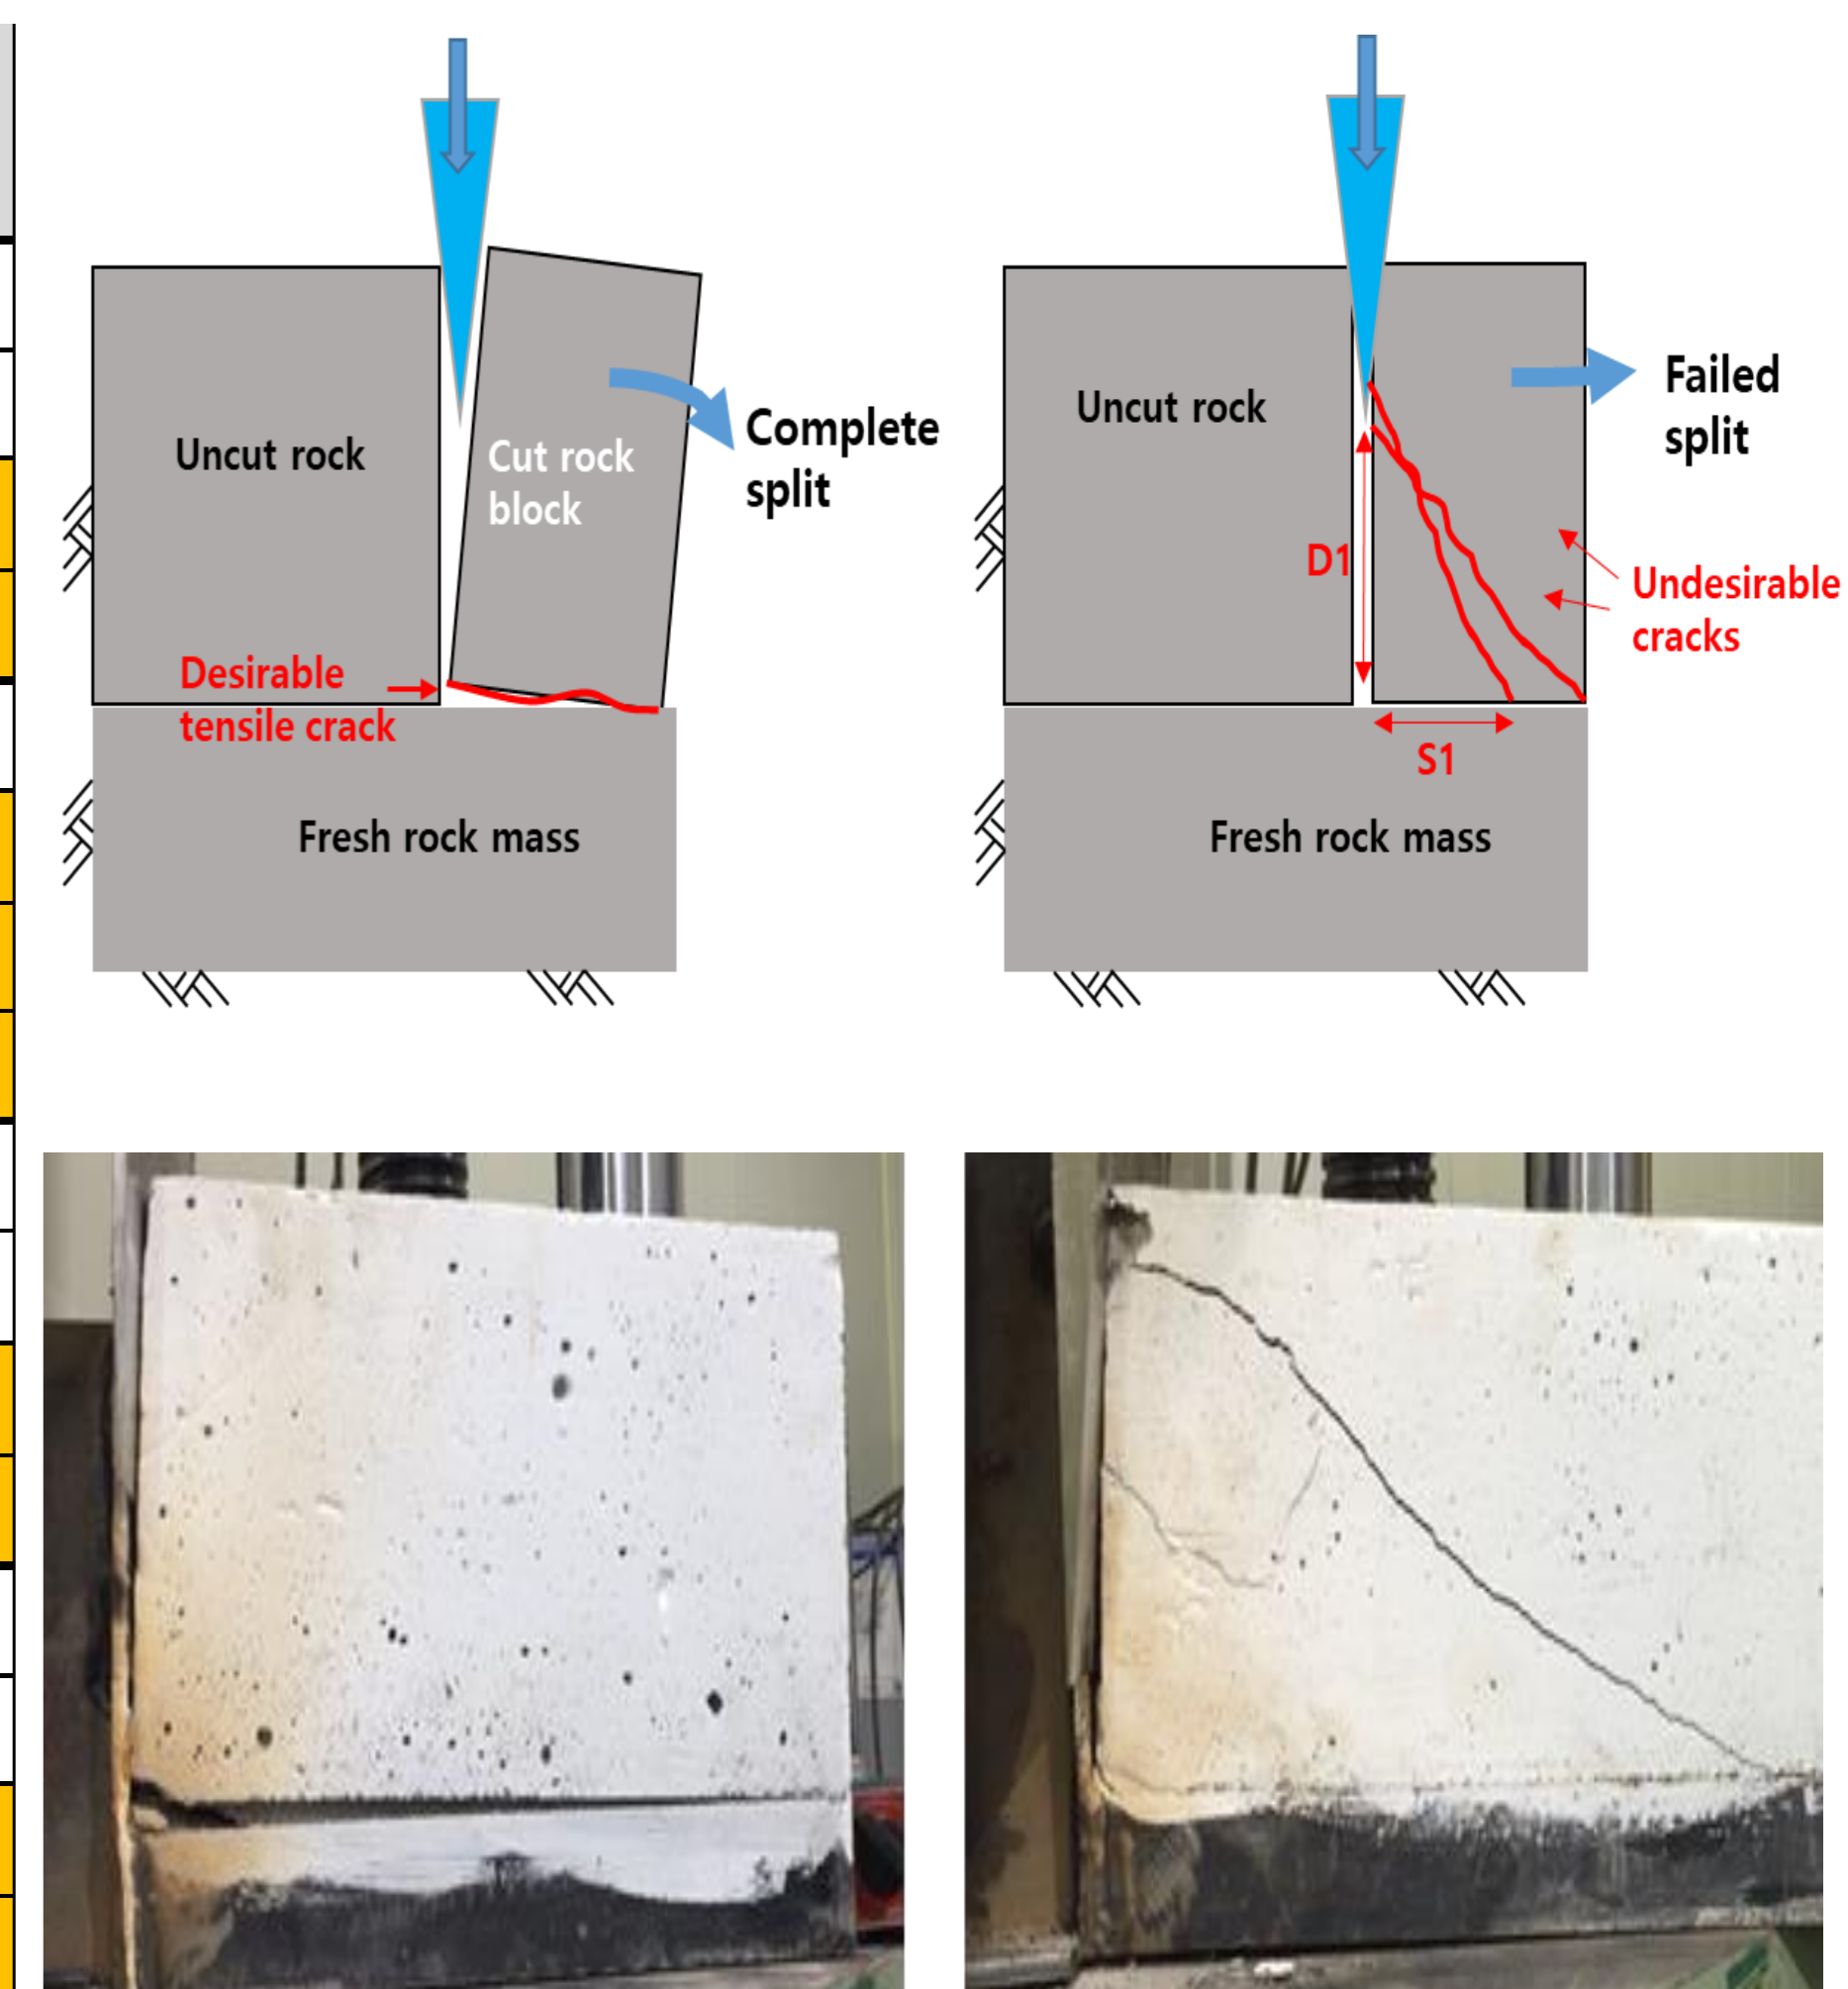 Uncut rock
Cut rock
block
Complete
split
Desirable
tensile crack
Fresh rock mass
Uncut rock
Failed
split
D1
Undesirable
cracks
S1
Fresh rock mass